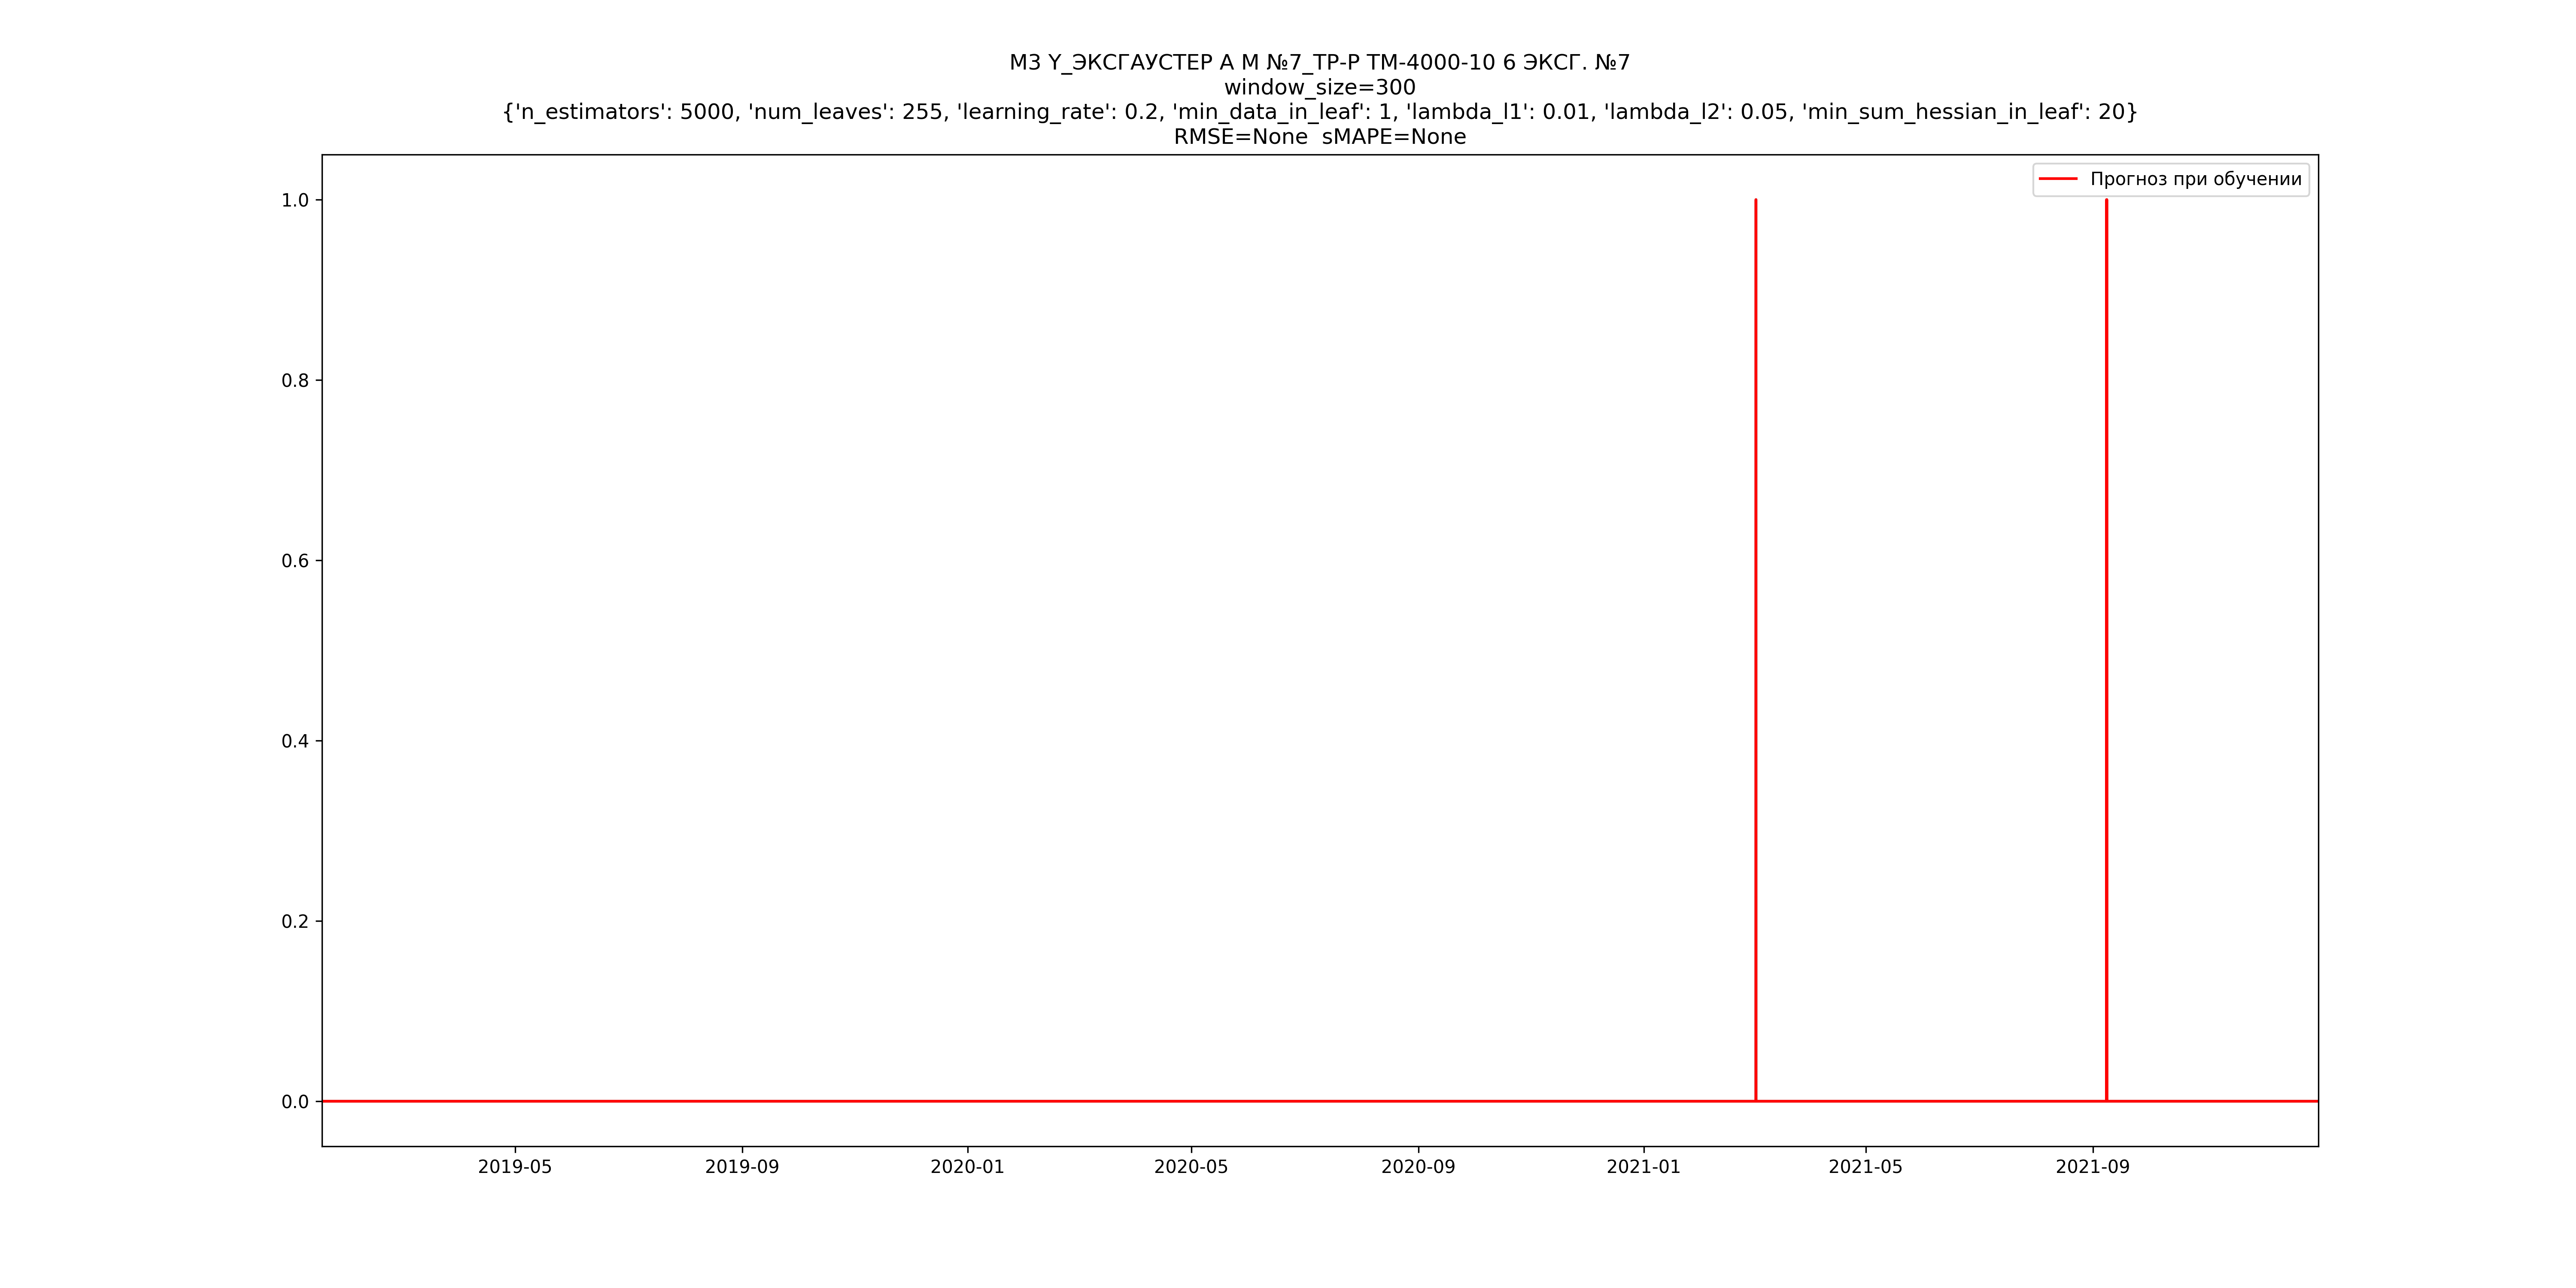 М3 Y_ЭКСГАУСТЕР А М №7_ТР-Р ТМ-4000-10 6 ЭКСГ. №7
window_size=300
{'n_estimators': 5000, 'num_leaves': 255, 'learning_rate': 0.2, 'min_data_in_leaf': 1, 'lambda_l1': 0.01, 'lambda_l2': 0.05, 'min_sum_hessian_in_leaf': 20}
RMSE=None  sMAPE=None
Прогноз при обучении
1.0
0.8
0.6
0.4
0.2
0.0
2019-05 2019-09 2020-01 2020-05 2020-09 2021-01 2021-05 2021-09